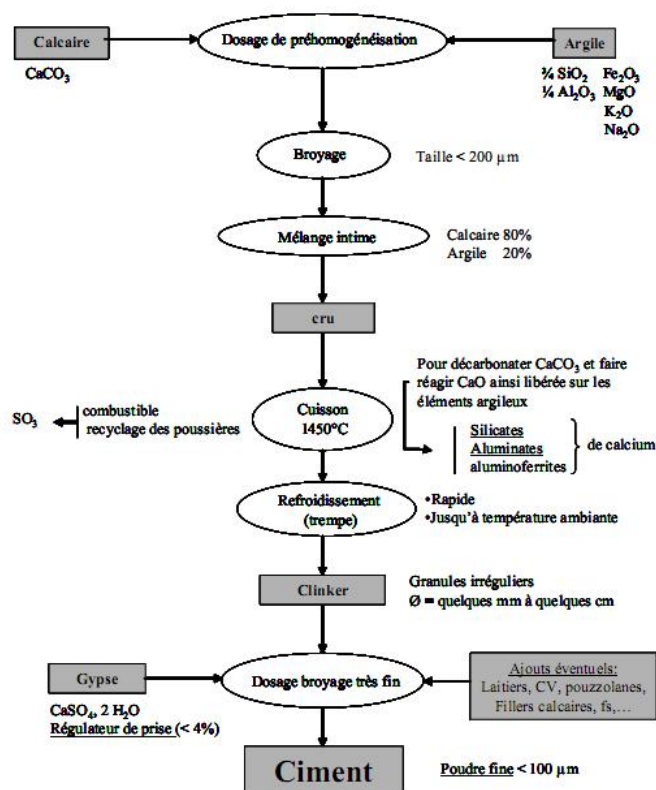 Calcaire
Dosage de préhomogénéisation
Argile
CaCO₃
¾ SiO₂ Fe₂O₃
¼ Al₂O₃ MgO
K₂O
Na₂O
Broyage
Taille < 200 µm
Mélange intime
Calcaire 80%
Argile 20%
cru
Pour décarbonater CaCO₃ et faire
réagir CaO ainsi libérée sur les
éléments argileux
SO₃
combustible
recyclage des poussières
Cuisson
1450°C
Silicates
Aluminates
aluminoferrites
de calcium
Refroidissement
(trempe)
•Rapide
•Jusqu'à température ambiante
Clinker
Granules irréguliers
Ø = quelques mm à quelques cm
Gypse
Dosage broyage très fin
Ajouts éventuels:
Laitiers, CV, pouzzolanes,
Fillers calcaires, fs,…
CaSO₄, 2 H₂O
Régulateur de prise (< 4%)
Ciment
Poudre fine < 100 µm